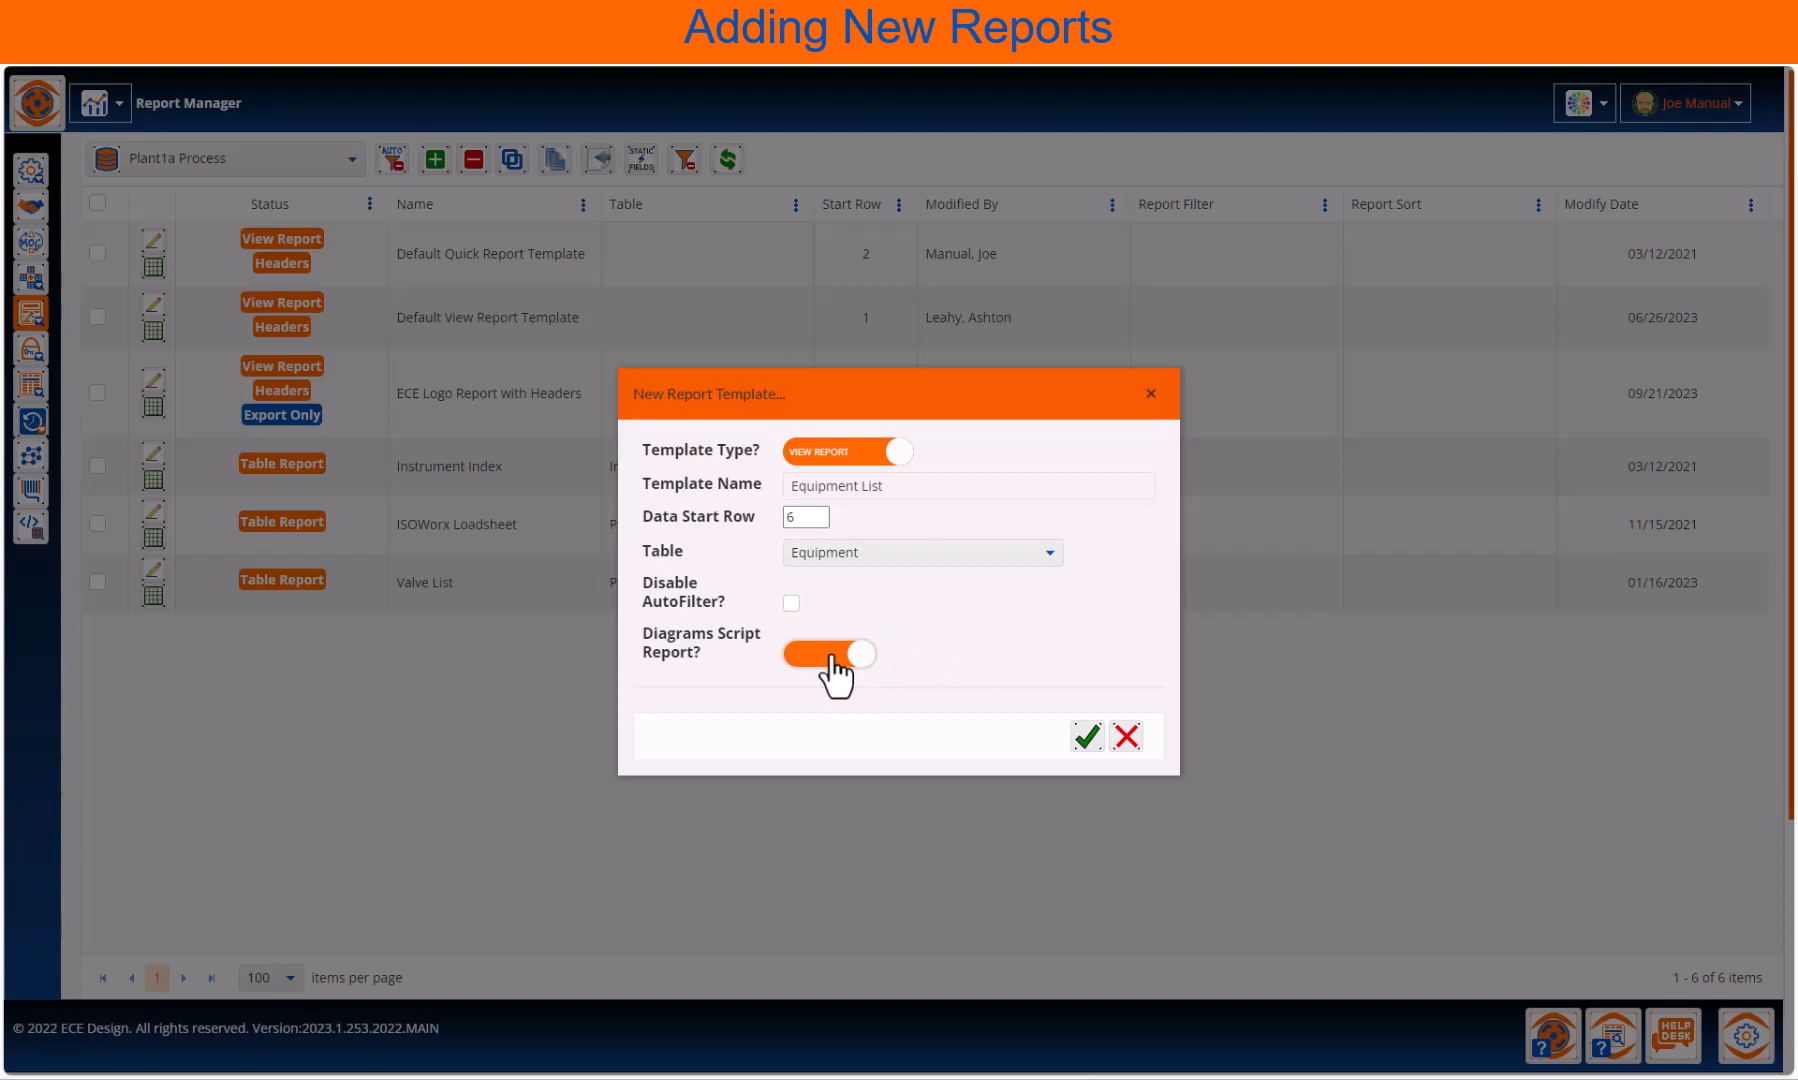 Adding New Reports
Report Manager
Joe Manual
Plant1a Process
AUTO
STATIC
FIELDS
MOC
Status Name Table Start Row Modified By Report Filter Report Sort Modify Date
View Report
Headers
Default Quick Report Template 2 Manual, Joe 03/12/2021
View Report
Headers
Default View Report Template 1 Leahy, Ashton 06/26/2023
View Report
Headers
Export Only
ECE Logo Report with Headers 09/21/2023
Table Report Instrument Index 03/12/2021
Table Report ISOWorx Loadsheet P 11/15/2021
Table Report Valve List P 01/16/2023
New Report Template...
Template Type? VIEW REPORT
Template Name Equipment List
Data Start Row 6
Table Equipment
Disable
AutoFilter?
Diagrams Script
Report?
1 100 items per page 1 - 6 of 6 items
© 2022 ECE Design. All rights reserved. Version:2023.1.253.2022.MAIN
? ? HELP
DESK